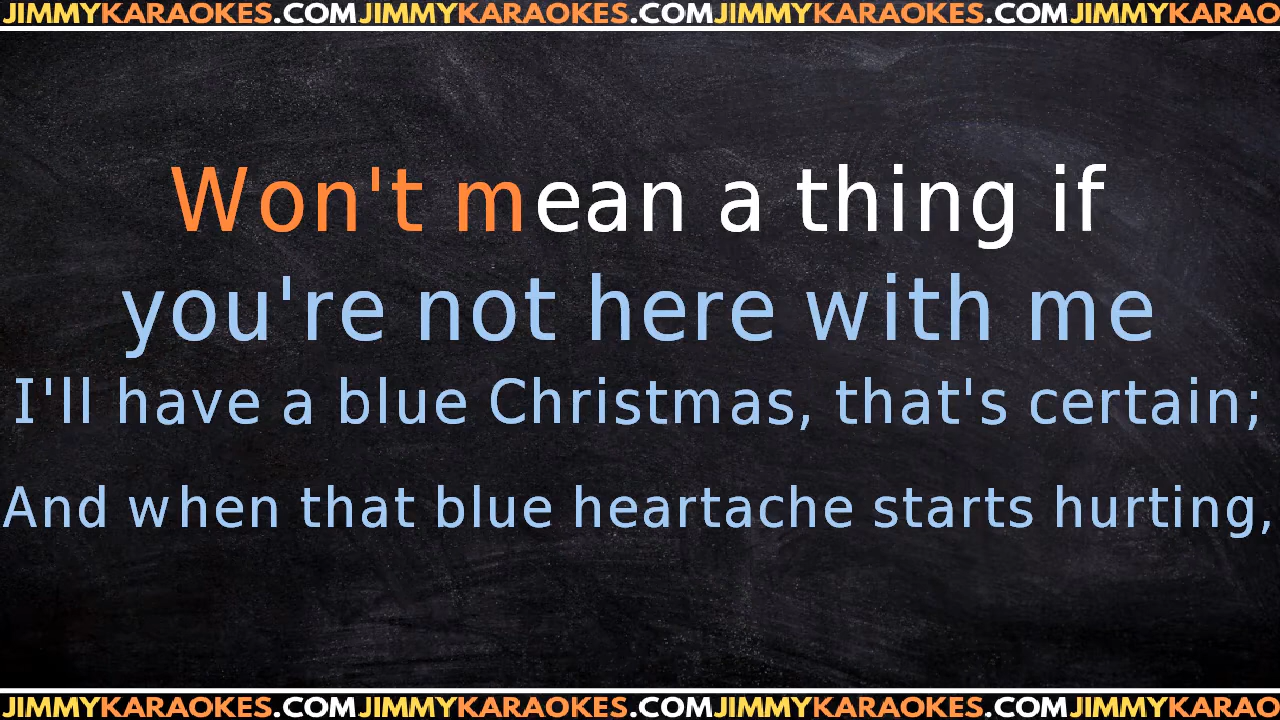 JIMMYKARAOKES.COMJIMMYKARAOKES.COMJIMMYKARAOKES.COMJIMMYKARAO
Won't mean a thing if
you're not here with me
I'll have a blue Christmas, that's certain;
And when that blue heartache starts hurting,
JIMMYKARAOKES.COMJIMMYKARAOKES.COMJIMMYKARAOKES.COMJIMMYKARAO